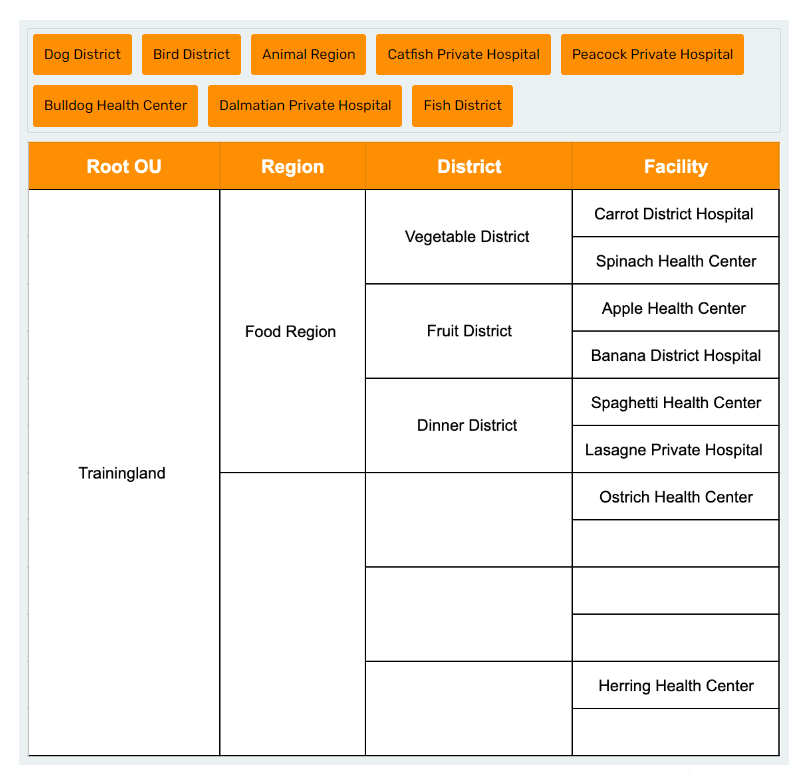 Dog District Bird District Animal Region Catfish Private Hospital Peacock Private Hospital
Bulldog Health Center Dalmatian Private Hospital Fish District
Root OU Region District Facility
Carrot District Hospital
Vegetable District
Spinach Health Center
Apple Health Center
Food Region Fruit District
Banana District Hospital
Spaghetti Health Center
Dinner District
Lasagne Private Hospital
Trainingland
Ostrich Health Center
Herring Health Center